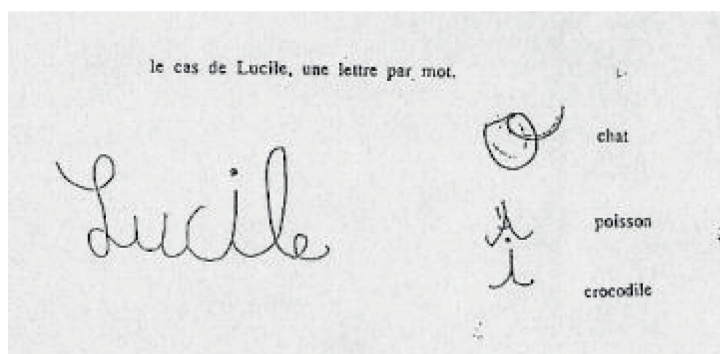 le cas de Lucile, une lettre par mot.
Lucile
chat
poisson
i
crocodile